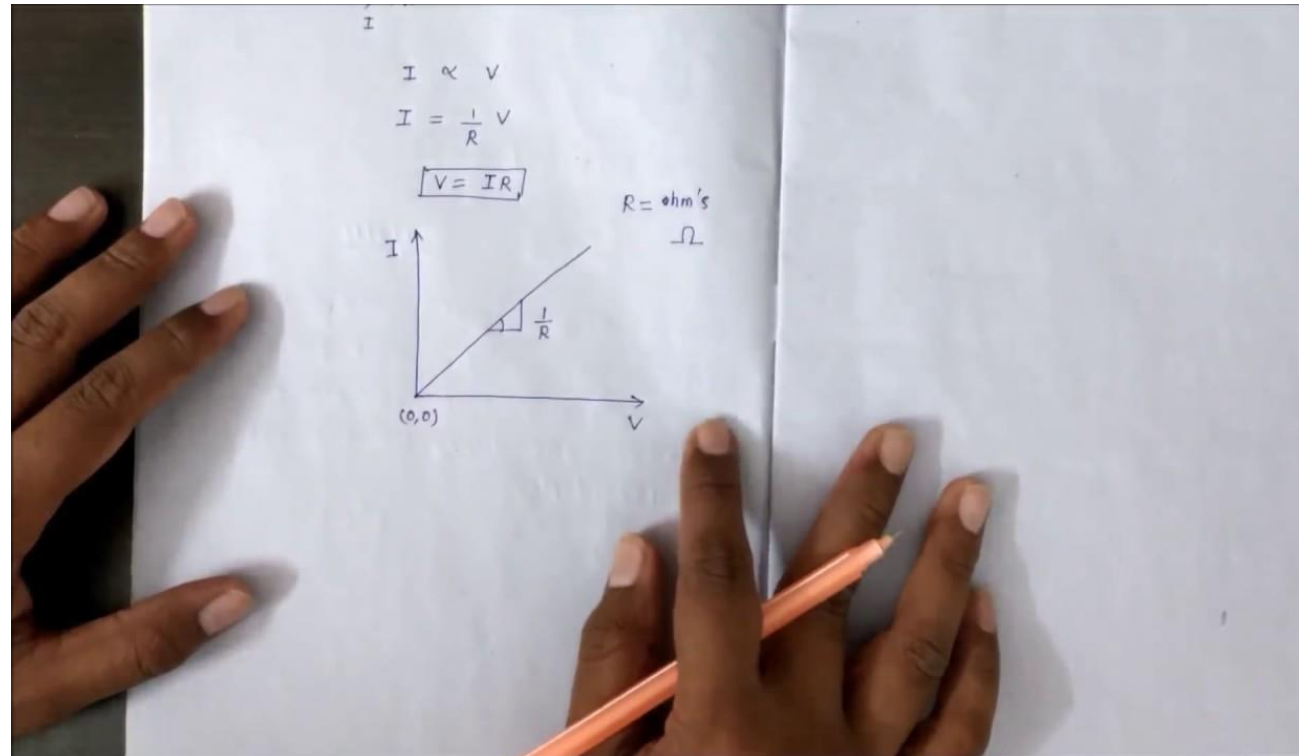 I
I ∝ V
I = 1/R V
V = IR
R = ohm's
Ω
I
1/R
(0,0)
V